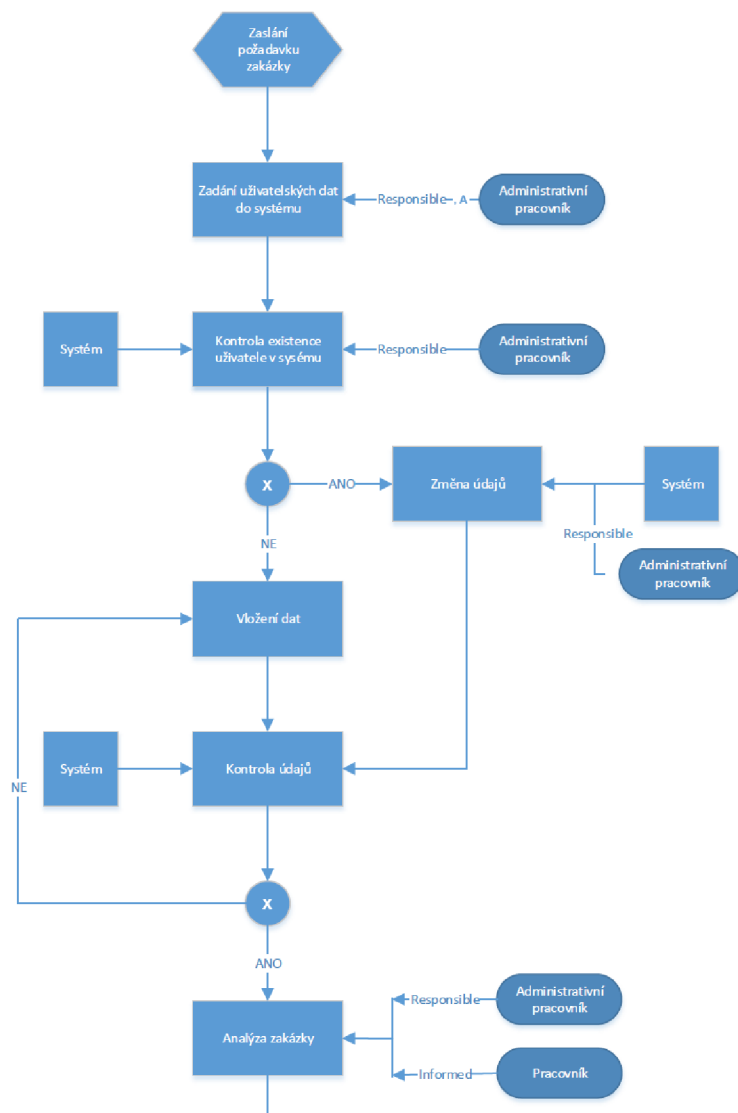 Zaslání
požadavku
zakázky
Zadání uživatelských dat
do systému
Responsible , A
Administrativní
pracovník
Systém
Kontrola existence
uživatele v sysému
Responsible
Administrativní
pracovník
X
ANO
Změna údajů
Systém
Responsible
Administrativní
pracovník
NE
Vložení dat
Systém
Kontrola údajů
NE
X
ANO
Analýza zakázky
Responsible
Administrativní
pracovník
Informed
Pracovník